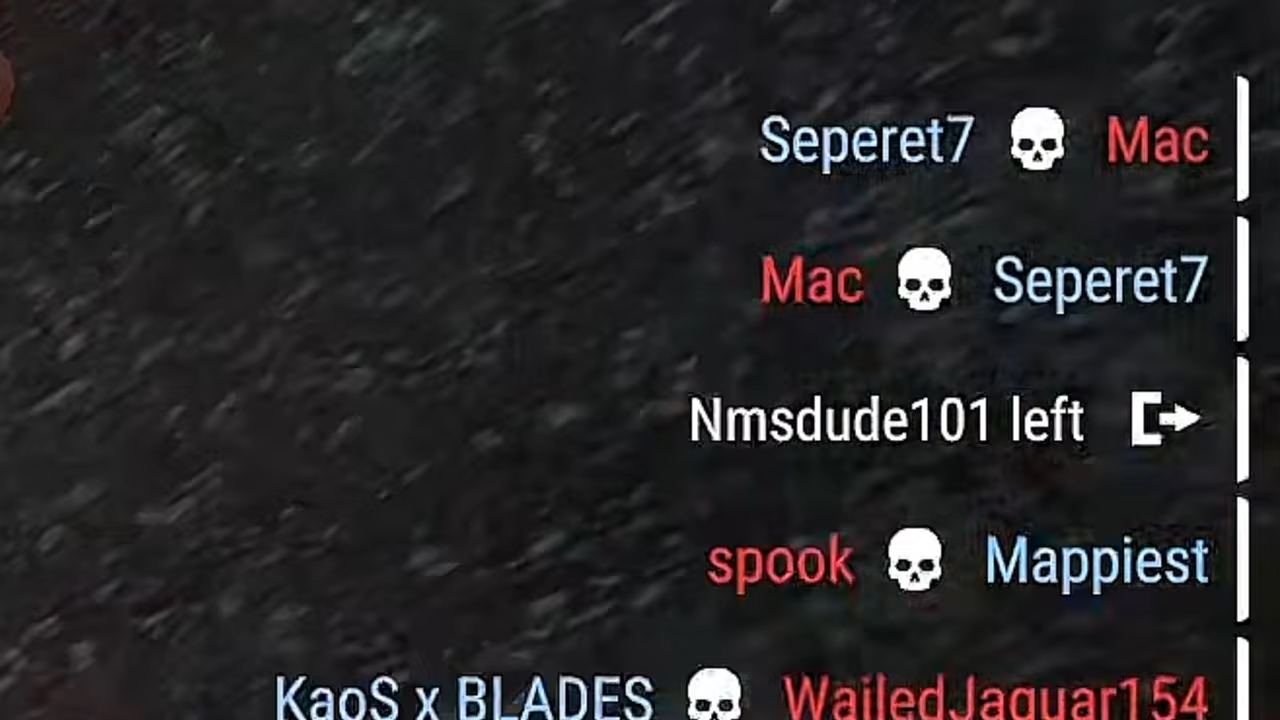 Seperet7 Mac
Mac Seperet7
Nmsdude101 left
spook Mappiest
KaoS x BLADES WailedJaguar154